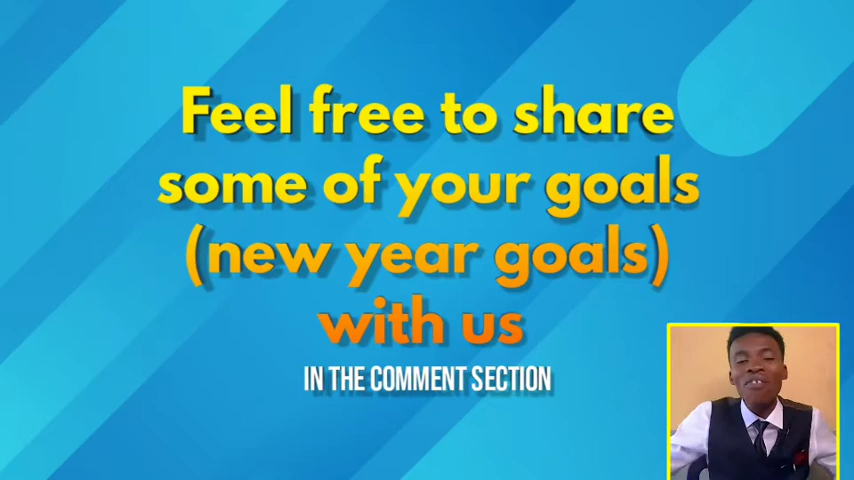 Feel free to share
some of your goals
(new year goals)
with us
IN THE COMMENT SECTION